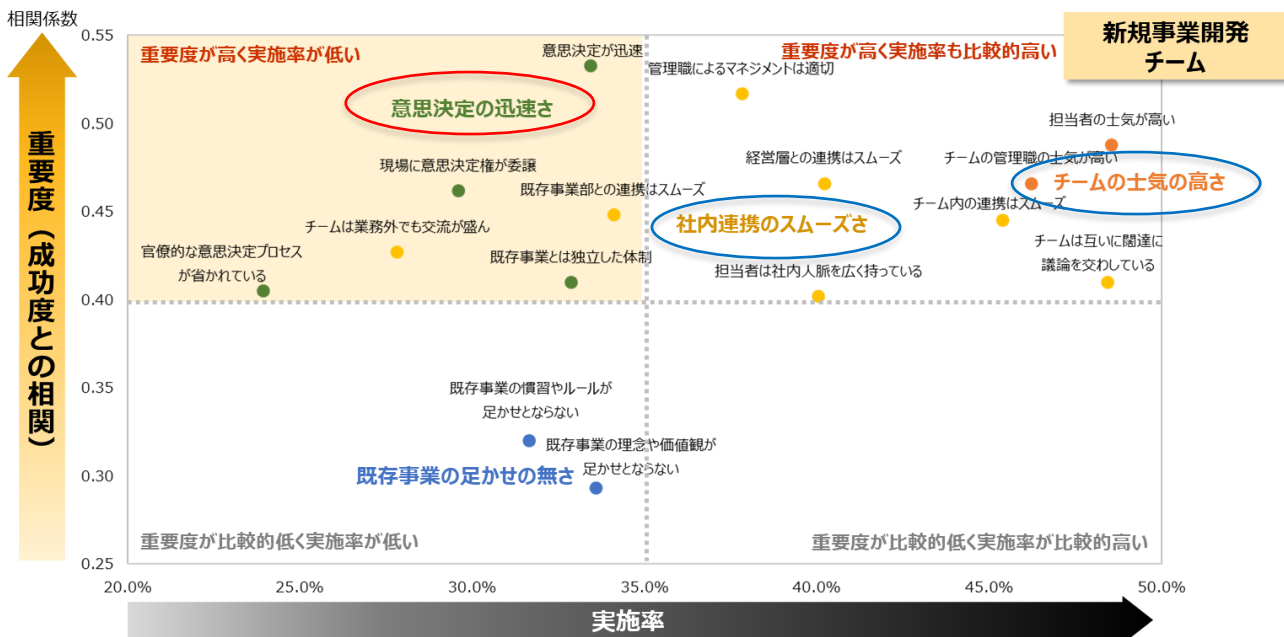 相関係数
新規事業開発
チーム
0.55
0.50
0.45
0.40
0.35
0.30
0.25
重要度（成功度との相関）
重要度が高く実施率が低い
重要度が高く実施率も比較的高い
意思決定が迅速
管理職によるマネジメントは適切
意思決定の迅速さ
担当者の士気が高い
現場に意思決定権が委譲
経営層との連携はスムーズ
チームの管理職の士気が高い
既存事業部との連携はスムーズ
チームの士気の高さ
チームは業務外でも交流が盛ん
社内連携のスムーズさ
チーム内の連携はスムーズ
官僚的な意思決定プロセス
が省かれている
既存事業とは独立した体制
担当者は社内人脈を広く持っている
チームは互いに闊達に
議論を交わしている
既存事業の慣習やルールが
足かせとならない
既存事業の理念や価値観が
足かせとならない
既存事業の足かせの無さ
重要度が比較的低く実施率が低い
重要度が比較的低く実施率が比較的高い
20.0%
25.0%
30.0%
35.0%
40.0%
45.0%
50.0%
実施率